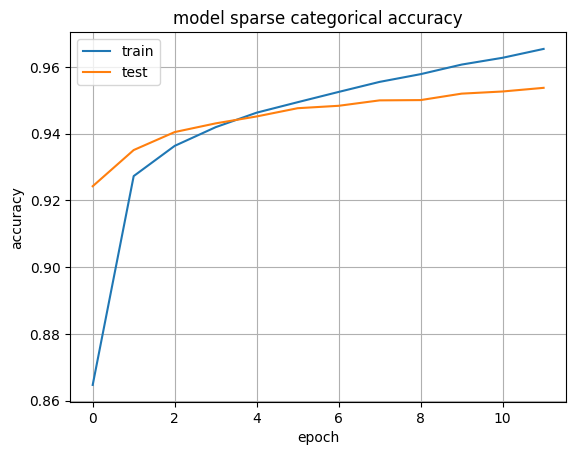 model sparse categorical accuracy
train
test
accuracy
0.96
0.94
0.92
0.90
0.88
0.86
0 2 4 6 8 10
epoch